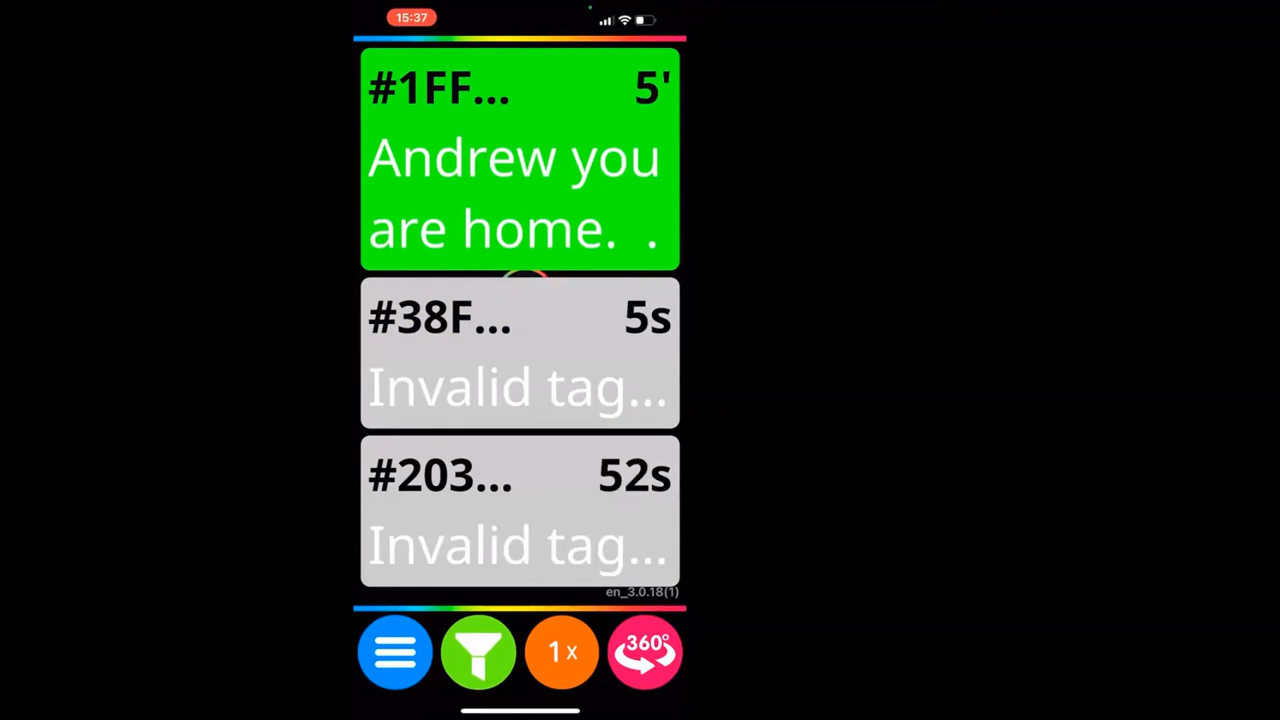 15:37
#1FF... 5'
Andrew you
are home.  .
#38F... 5s
Invalid tag...
#203... 52s
Invalid tag...
en_3.0.18(1)
1x 360°